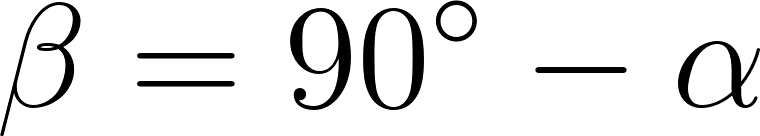 β = 90° − α